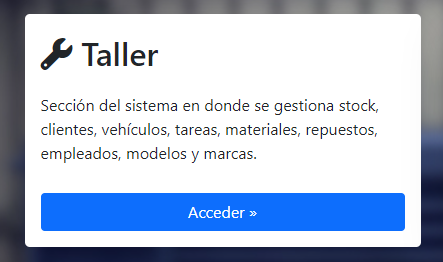 Taller
Sección del sistema en donde se gestiona stock,
clientes, vehículos, tareas, materiales, repuestos,
empleados, modelos y marcas.
Acceder »